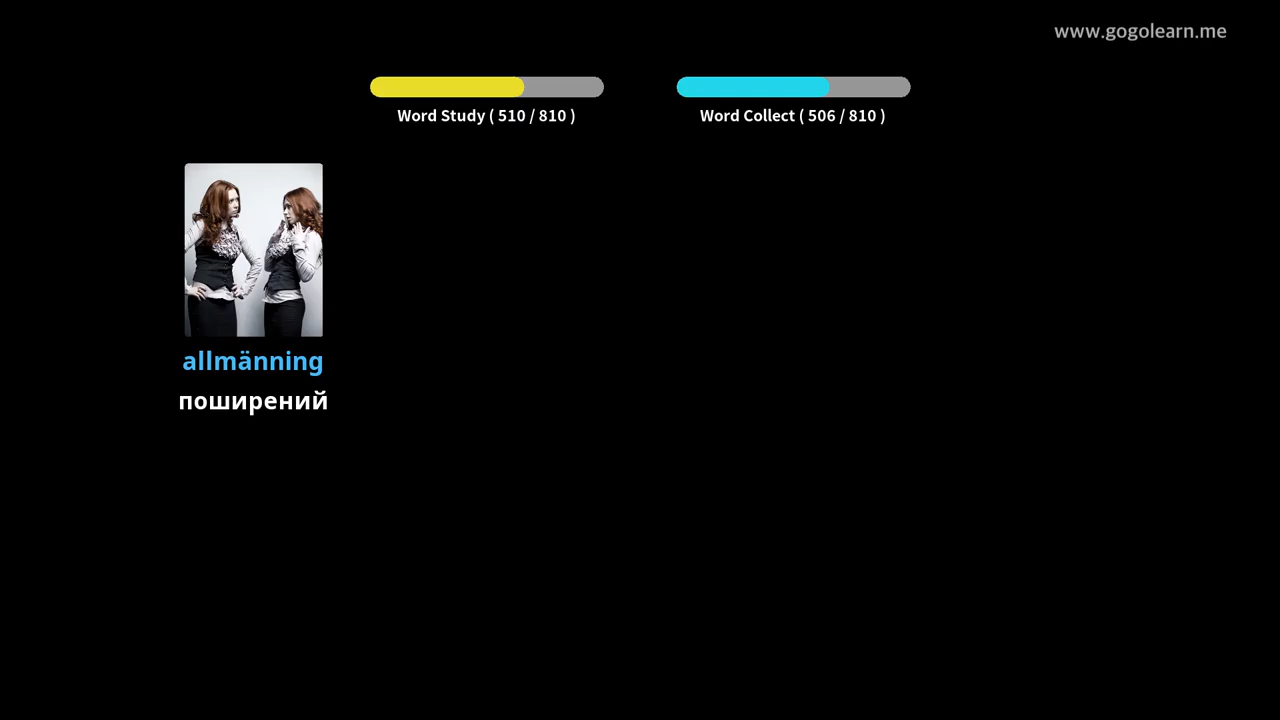 www.gogolearn.me
Word Study ( 510 / 810 )
Word Collect ( 506 / 810 )
allmänning
поширений